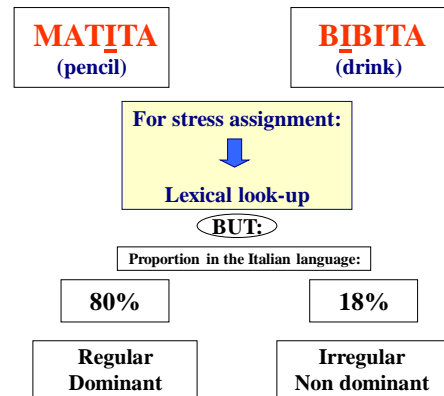 MATITA
(pencil)
BIBITA
(drink)
For stress assignment:
Lexical look-up
BUT:
Proportion in the Italian language:
80%
18%
Regular
Dominant
Irregular
Non dominant